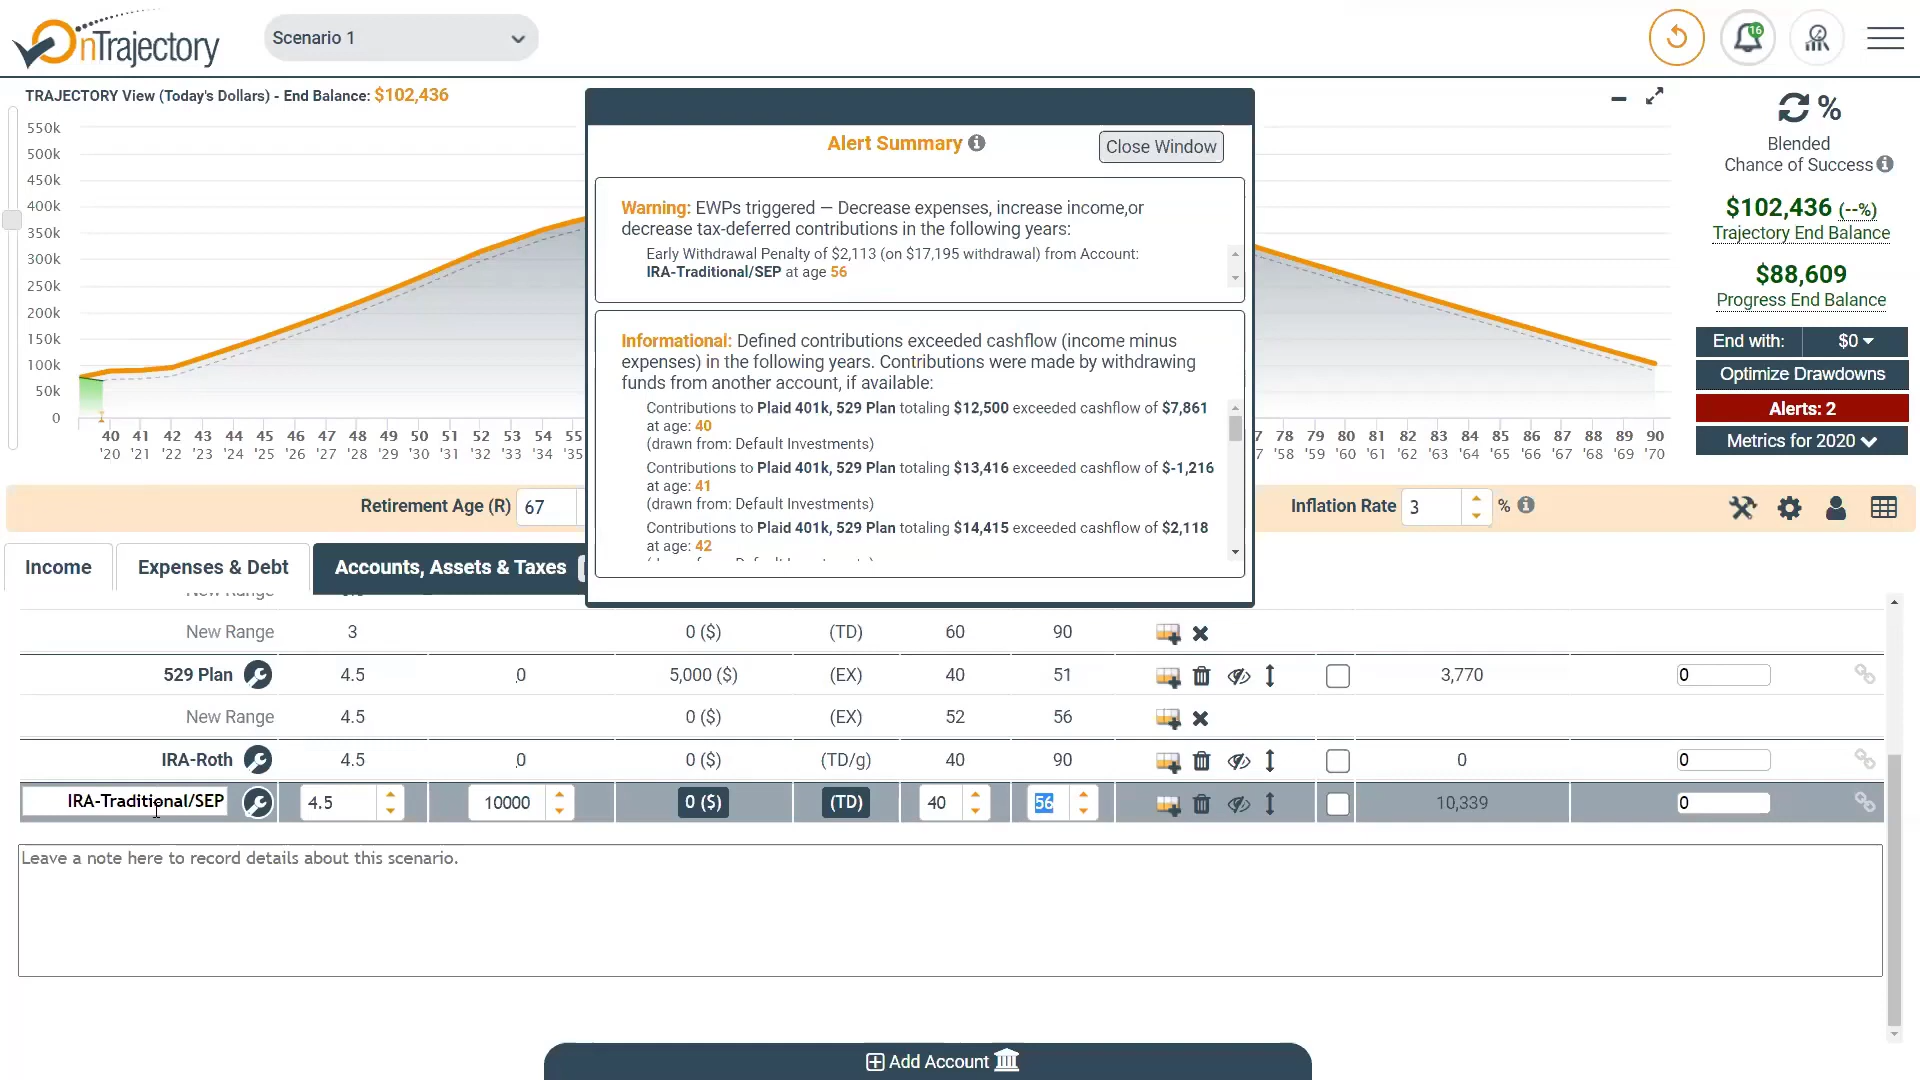 OnTrajectory
Scenario 1
16
TRAJECTORY View (Today's Dollars) - End Balance: $102,436
550k
500k
450k
400k
350k
300k
250k
200k
150k
100k
50k
0
40 41 42 43 44 45 46 47 48 49 50 51 52 53 54 55
'20 '21 '22 '23 '24 '25 '26 '27 '28 '29 '30 '31 '32 '33 '34 '35
7 78 79 80 81 82 83 84 85 86 87 88 89 90
7 '58 '59 '60 '61 '62 '63 '64 '65 '66 '67 '68 '69 '70
Alert Summary
Close Window
Warning: EWPs triggered — Decrease expenses, increase income,or
decrease tax-deferred contributions in the following years:
Early Withdrawal Penalty of $2,113 (on $17,195 withdrawal) from Account:
IRA-Traditional/SEP at age 56
Informational: Defined contributions exceeded cashflow (income minus
expenses) in the following years. Contributions were made by withdrawing
funds from another account, if available:
Contributions to Plaid 401k, 529 Plan totaling $12,500 exceeded cashflow of $7,861
at age: 40
(drawn from: Default Investments)
Contributions to Plaid 401k, 529 Plan totaling $13,416 exceeded cashflow of $-1,216
at age: 41
(drawn from: Default Investments)
Contributions to Plaid 401k, 529 Plan totaling $14,415 exceeded cashflow of $2,118
at age: 42
%
Blended
Chance of Success
$102,436 (--%)
Trajectory End Balance
$88,609
Progress End Balance
End with: $0
Optimize Drawdowns
Alerts: 2
Metrics for 2020
Retirement Age (R) 67
Inflation Rate 3 %
Income
Expenses & Debt
Accounts, Assets & Taxes
New Range
New Range 3 0 ($) (TD) 60 90
529 Plan 4.5 0 5,000 ($) (EX) 40 51 3,770 0
New Range 4.5 0 ($) (EX) 52 56
IRA-Roth 4.5 0 0 ($) (TD/g) 40 90 0 0
IRA-Traditional/SEP 4.5 10000 0 ($) (TD) 40 56 10,339 0
Leave a note here to record details about this scenario.
Add Account